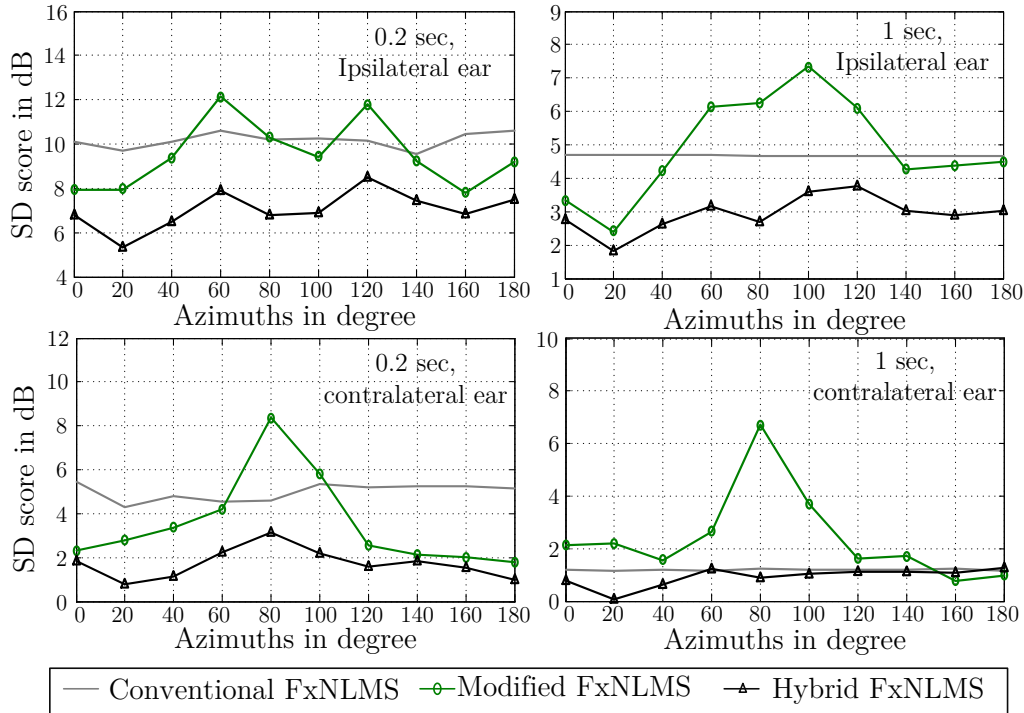 SD score in dB
16
14
12
10
8
6
4
0.2 sec,
Ipsilateral ear
0 20 40 60 80 100 120 140 160 180
Azimuths in degree
9
8
7
6
5
4
3
2
1
1 sec,
Ipsilateral ear
0 20 40 60 80 100 120 140 160 180
Azimuths in degree
SD score in dB
12
10
8
6
4
2
0
0.2 sec,
contralateral ear
0 20 40 60 80 100 120 140 160 180
Azimuths in degree
10
8
6
4
2
0
1 sec,
contralateral ear
0 20 40 60 80 100 120 140 160 180
Azimuths in degree
Conventional FxNLMS Modified FxNLMS Hybrid FxNLMS